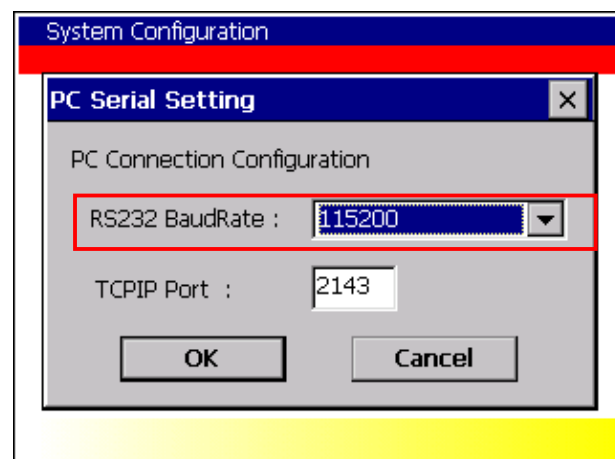 System Configuration
PC Serial Setting
PC Connection Configuration
RS232 BaudRate : 115200
TCPIP Port : 2143
OK Cancel